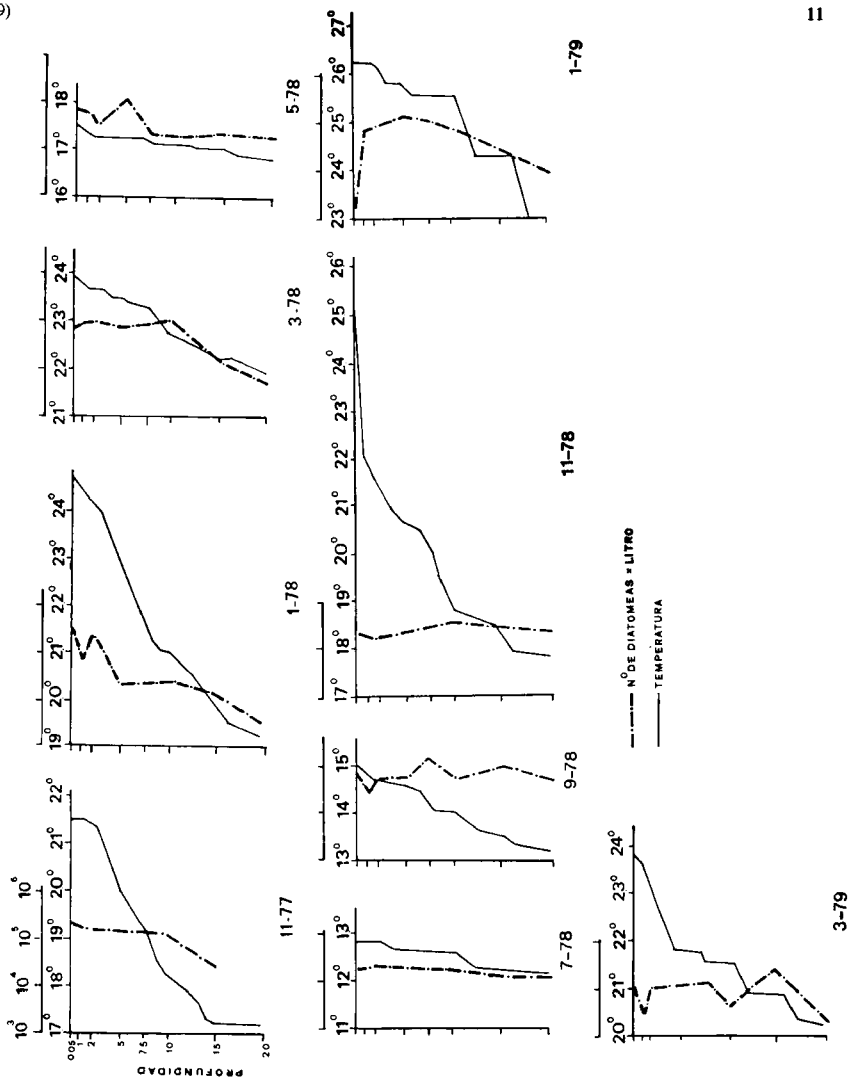 9)
11
10³ 10⁴ 10⁵ 10⁶
17° 18° 19° 20° 21° 22°
0.05
1
2
5
7.5
10
15
20
PROFUNDIDAD
11-77
19° 20° 21° 22° 23° 24°
1-78
21° 22° 23° 24°
3-78
16° 17° 18°
5-78
11° 12° 13°
7-78
13° 14° 15°
9-78
17° 18° 19° 20° 21° 22° 23° 24° 25° 26°
11-78
23° 24° 25° 26° 27°
1-79
20° 21° 22° 23° 24°
3-79
Nº DE DIATOMEAS × LITRO
TEMPERATURA